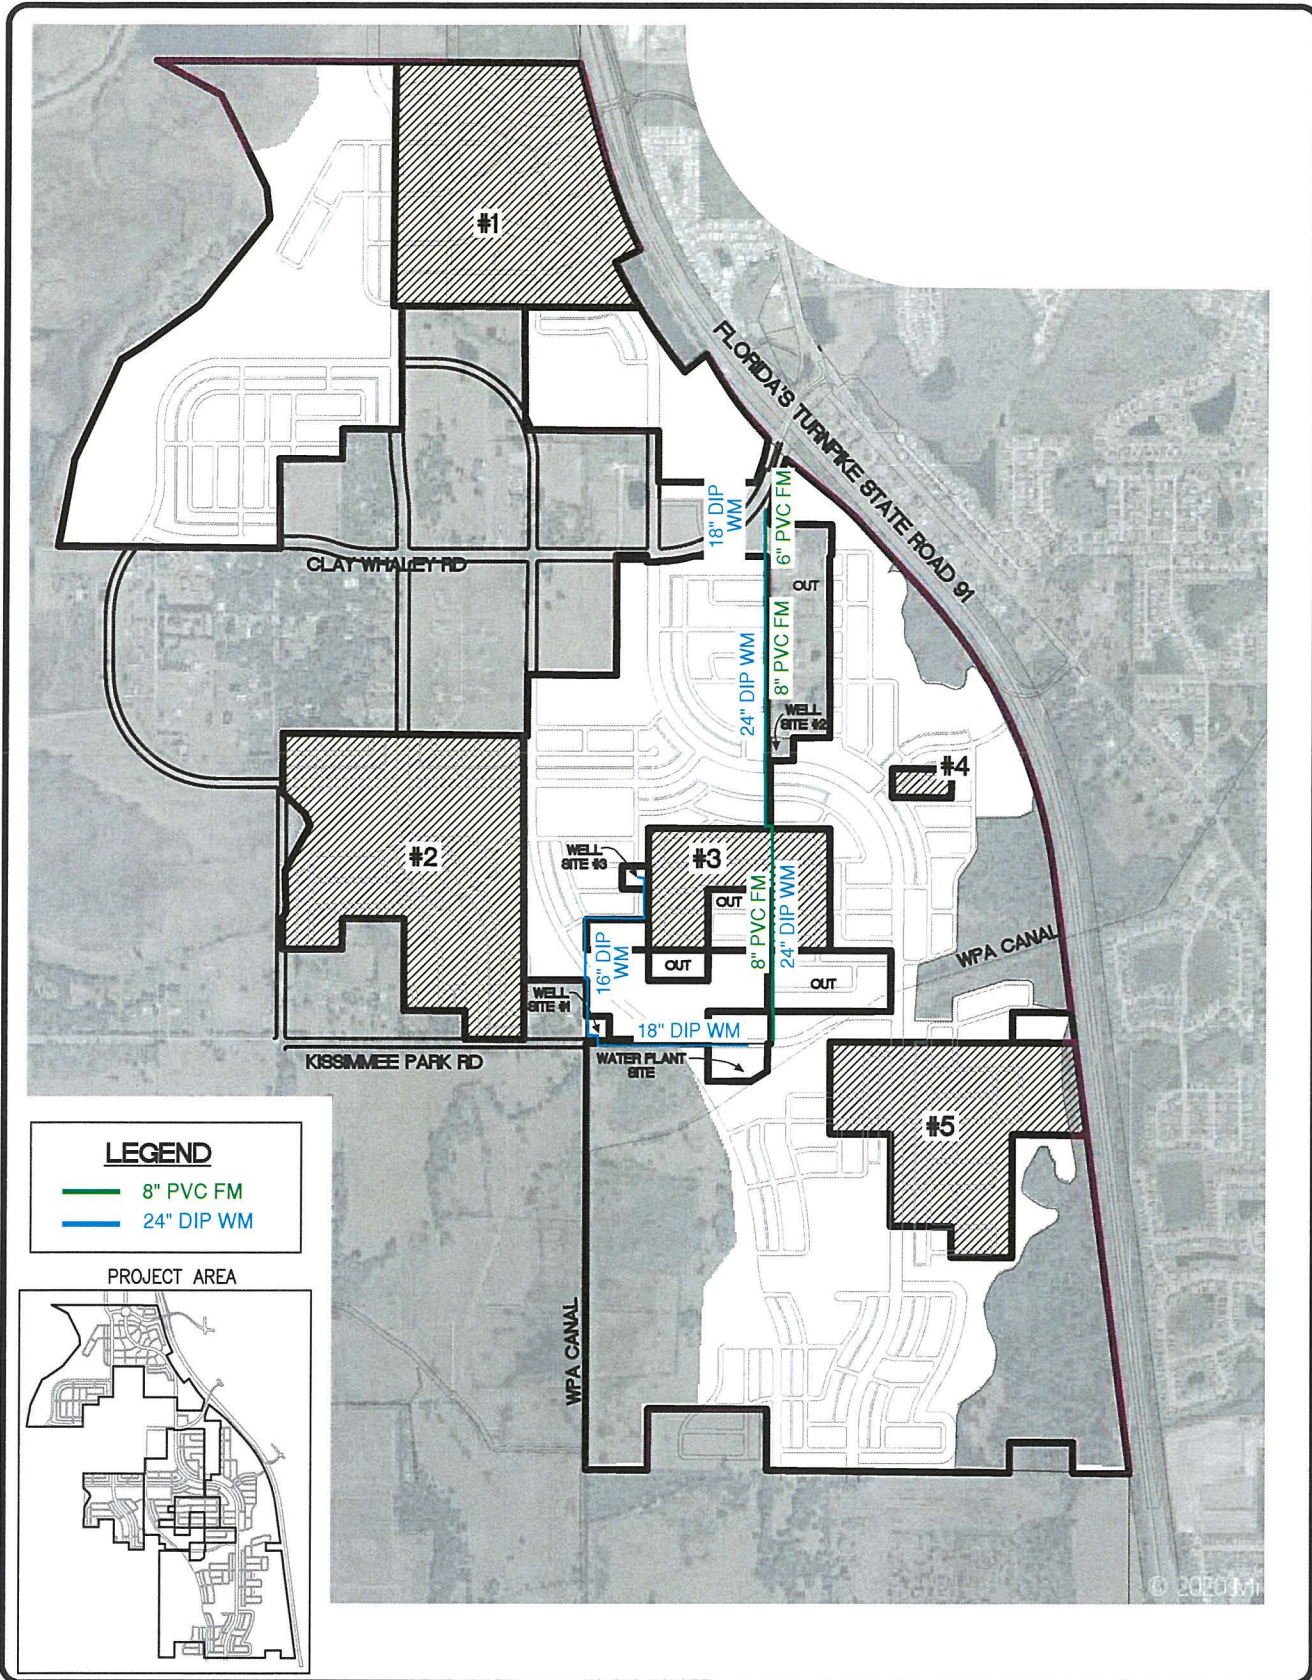 #1
FLORIDA'S TURNPIKE STATE ROAD 91
18" DIP
WM
6" PVC FM
CLAY WHALEY RD
OUT
8" PVC FM
24" DIP WM
WELL
SITE #2
#4
#2
WELL
SITE #3
#3
OUT
8" PVC FM
24" DIP WM
WPA CANAL
16" DIP
WM
OUT
OUT
WELL
SITE #1
18" DIP WM
KISSIMMEE PARK RD
WATER PLANT
SITE
#5
LEGEND
8" PVC FM
24" DIP WM
PROJECT AREA
WPA CANAL
© 2020 Mi